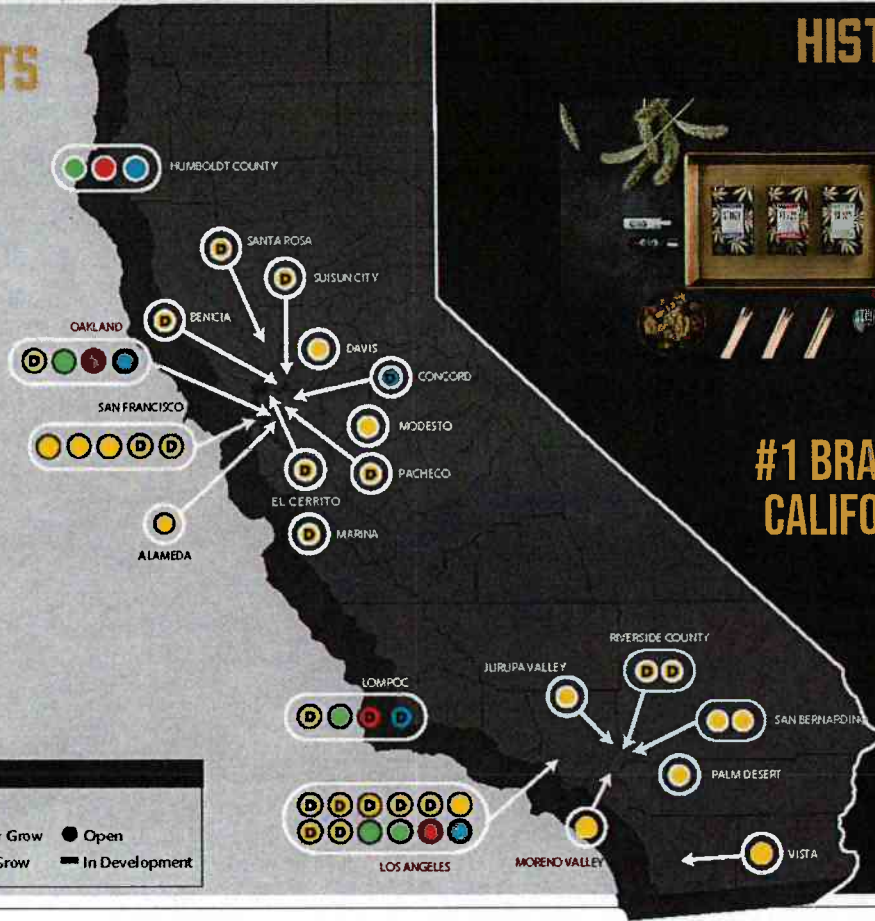 TS
HIST
HUMBOLDT COUNTY
SANTA ROSA
D
SUISUN CITY
D
BENICIA
D
OAKLAND
D
DAVIS
CONCORD
D
SAN FRANCISCO
D D
MODESTO
PACHECO
D
EL CERRITO
D
ALAMEDA
MARINA
D
#1 BRA
CALIFO
RIVERSIDE COUNTY
D D
JURUPA VALLEY
LOMPOC
D D D
SAN BERNARDINO
PALM DESERT
D D D D D
D D
LOS ANGELES
MORENO VALLEY
VISTA
Grow
Open
Grow
In Development